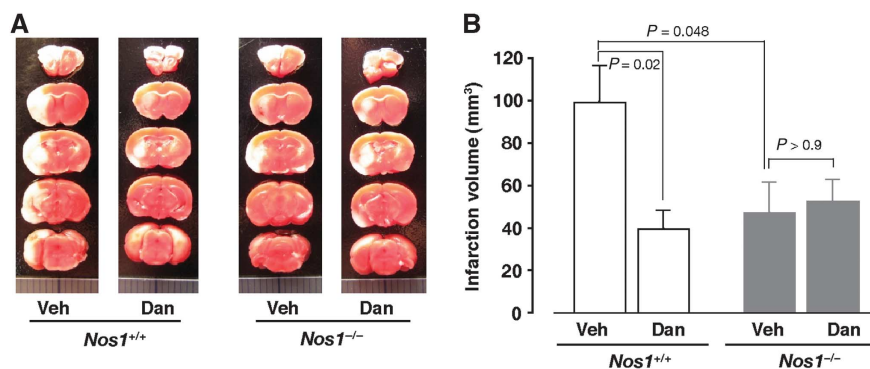 A
Veh
Dan
Veh
Dan
Nos1+/+
Nos1–/–
B
P = 0.048
P = 0.02
P > 0.9
Infarction volume (mm³)
120
100
80
60
40
20
0
Veh
Dan
Veh
Dan
Nos1+/+
Nos1–/–